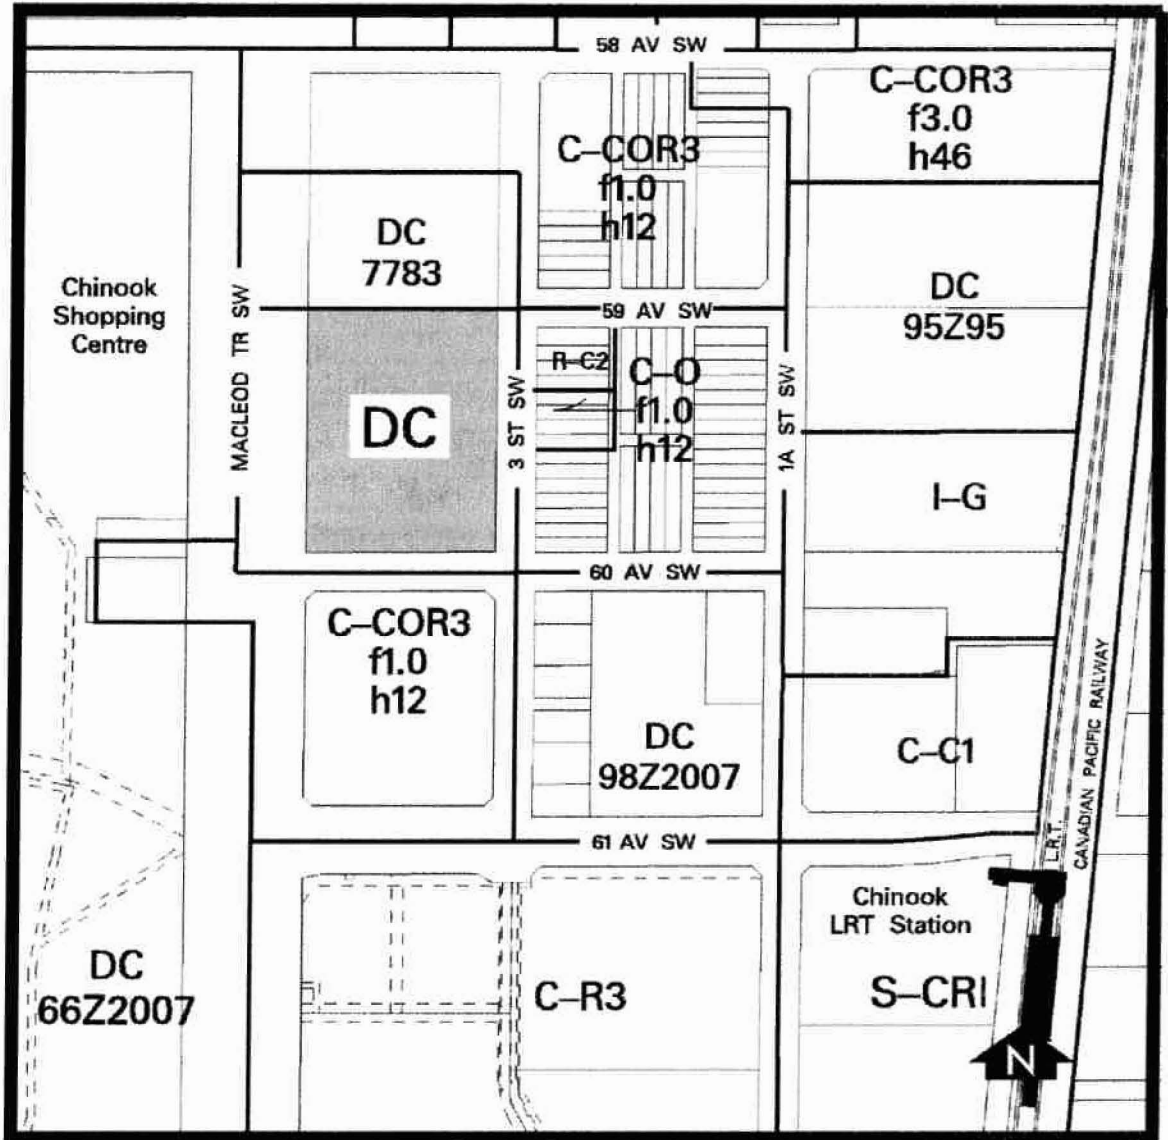 58 AV SW
C-COR3
f3.0
h46
C-COR3
f1.0
h12
DC
7783
Chinook
Shopping
Centre
MACLEOD TR SW
DC
95Z95
59 AV SW
R-C2
C-O
f1.0
h12
DC
3 ST SW
1A ST SW
I-G
60 AV SW
C-COR3
f1.0
h12
DC
98Z2007
C-C1
CANADIAN PACIFIC RAILWAY
L.R.T.
61 AV SW
Chinook
LRT Station
DC
66Z2007
C-R3
S-CRI
N